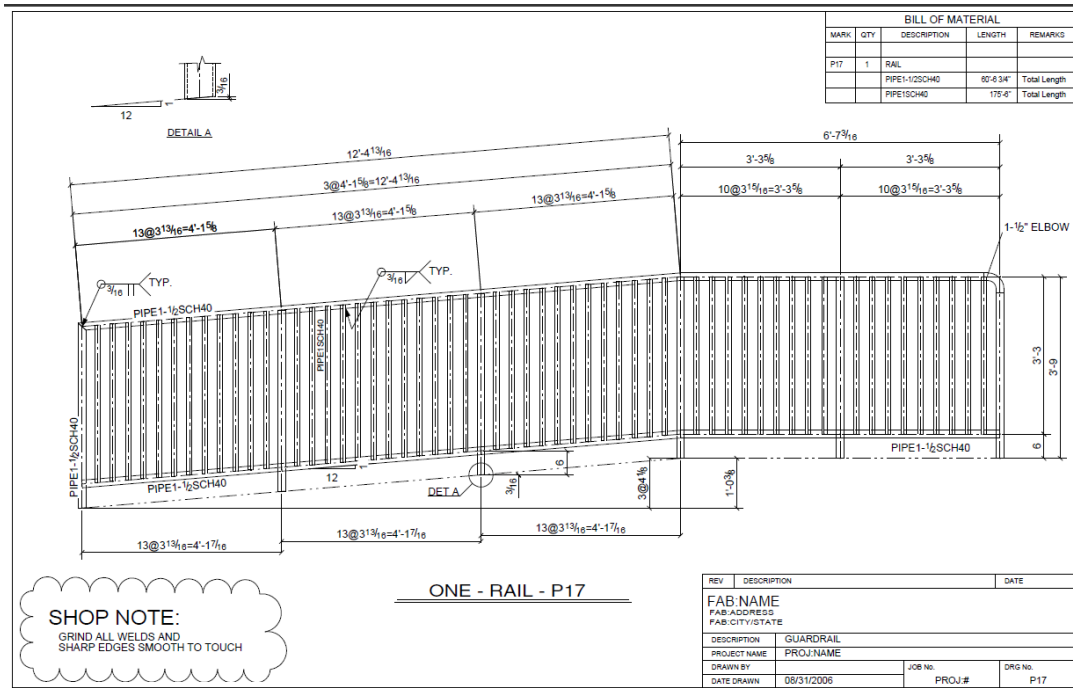 BILL OF MATERIAL
MARK QTY DESCRIPTION LENGTH REMARKS
P17 1 RAIL
PIPE1-1/2SCH40 60'-6 3/4" Total Length
PIPE1SCH40 175'-6" Total Length
3/16
1
12
DETAIL A
6'-7 3/16
12'-4 13/16
3'-3 5/8 3'-3 5/8
3@4'-1 5/8=12'-4 13/16
10@3 15/16=3'-3 5/8 10@3 15/16=3'-3 5/8
13@3 13/16=4'-1 5/8
13@3 13/16=4'-1 5/8
13@3 13/16=4'-1 5/8
1-1/2" ELBOW
3/16 TYP.
3/16 TYP.
PIPE1-1/2SCH40
PIPE1SCH40
3'-3
3'-9
PIPE1-1/2SCH40
PIPE1-1/2SCH40
6
PIPE1-1/2SCH40
1
12
6
DET A
3/16
3@4 1/8
1'-0 3/8
13@3 13/16=4'-1 7/16
13@3 13/16=4'-1 7/16
13@3 13/16=4'-1 7/16
ONE - RAIL - P17
SHOP NOTE:
GRIND ALL WELDS AND
SHARP EDGES SMOOTH TO TOUCH
REV DESCRIPTION DATE
FAB:NAME
FAB:ADDRESS
FAB:CITY/STATE
DESCRIPTION GUARDRAIL
PROJECT NAME PROJ:NAME
DRAWN BY JOB No. DRG No.
DATE DRAWN 08/31/2006 PROJ:# P17